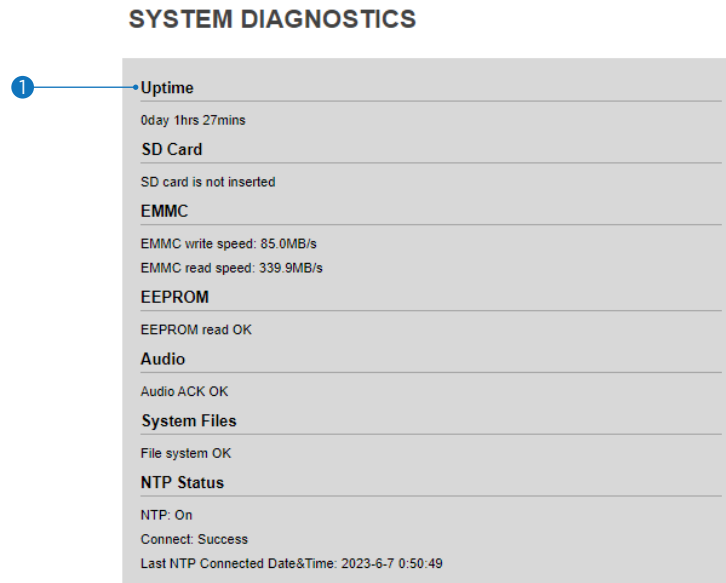 SYSTEM DIAGNOSTICS
1
Uptime
0day 1hrs 27mins
SD Card
SD card is not inserted
EMMC
EMMC write speed: 85.0MB/s
EMMC read speed: 339.9MB/s
EEPROM
EEPROM read OK
Audio
Audio ACK OK
System Files
File system OK
NTP Status
NTP: On
Connect: Success
Last NTP Connected Date&Time: 2023-6-7 0:50:49